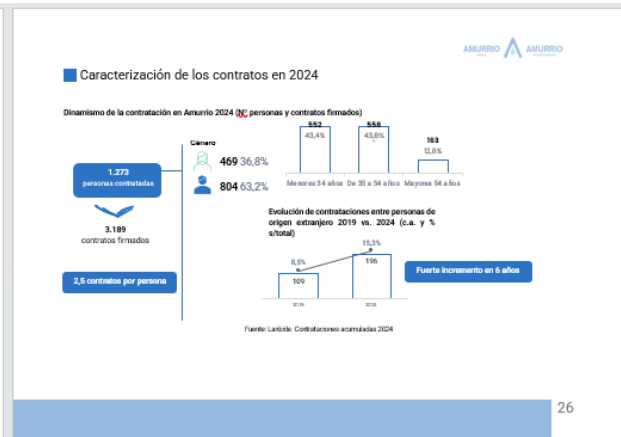 AMURRIO AMURRIO
Caracterización de los contratos en 2024
Dinamismo de la contratación en Amurrio 2024 (Nº personas y contratos firmados)
1.273
personas contratadas
3.189
contratos firmados
2,5 contratos por persona
Género
469 36,8%
804 63,2%
552
43,4%
558
43,8%
163
12,8%
Menores 34 años De 35 a 54 años Mayores 54 años
Evolución de contrataciones entre personas de
origen extranjero 2019 vs. 2024 (c.a. y %
s/total)
8,5%
15,3%
109
196
2019
2024
Fuerte incremento en 6 años
Fuente: Lanbide. Contrataciones acumuladas 2024
26